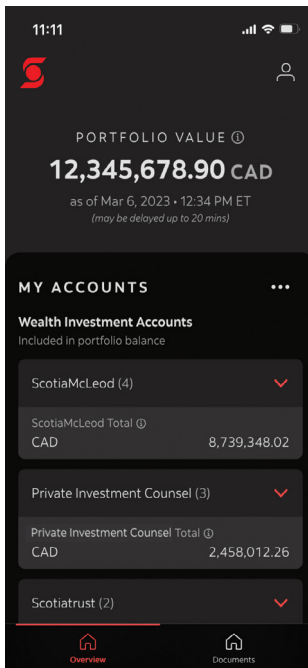 11:11
PORTFOLIO VALUE
12,345,678.90 CAD
as of Mar 6, 2023 • 12:34 PM ET
(may be delayed up to 20 mins)
MY ACCOUNTS
Wealth Investment Accounts
Included in portfolio balance
ScotiaMcLeod (4)
ScotiaMcLeod Total
CAD 8,739,348.02
Private Investment Counsel (3)
Private Investment Counsel Total
CAD 2,458,012.26
Scotiatrust (2)
Overview Documents